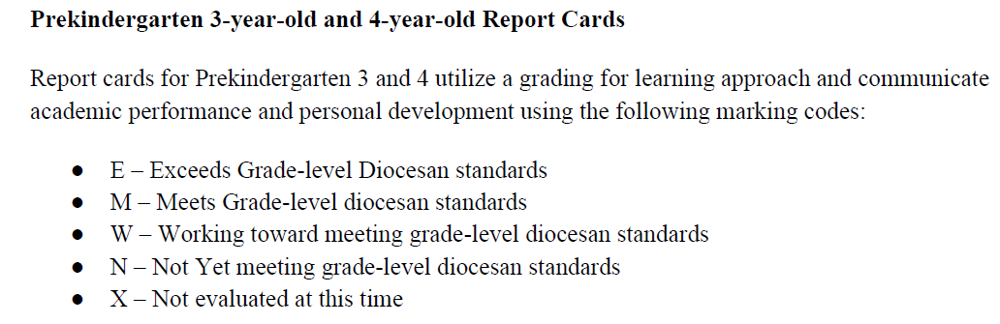 Prekindergarten 3-year-old and 4-year-old Report Cards
Report cards for Prekindergarten 3 and 4 utilize a grading for learning approach and communicate
academic performance and personal development using the following marking codes:
● E – Exceeds Grade-level Diocesan standards
● M – Meets Grade-level diocesan standards
● W – Working toward meeting grade-level diocesan standards
● N – Not Yet meeting grade-level diocesan standards
● X – Not evaluated at this time